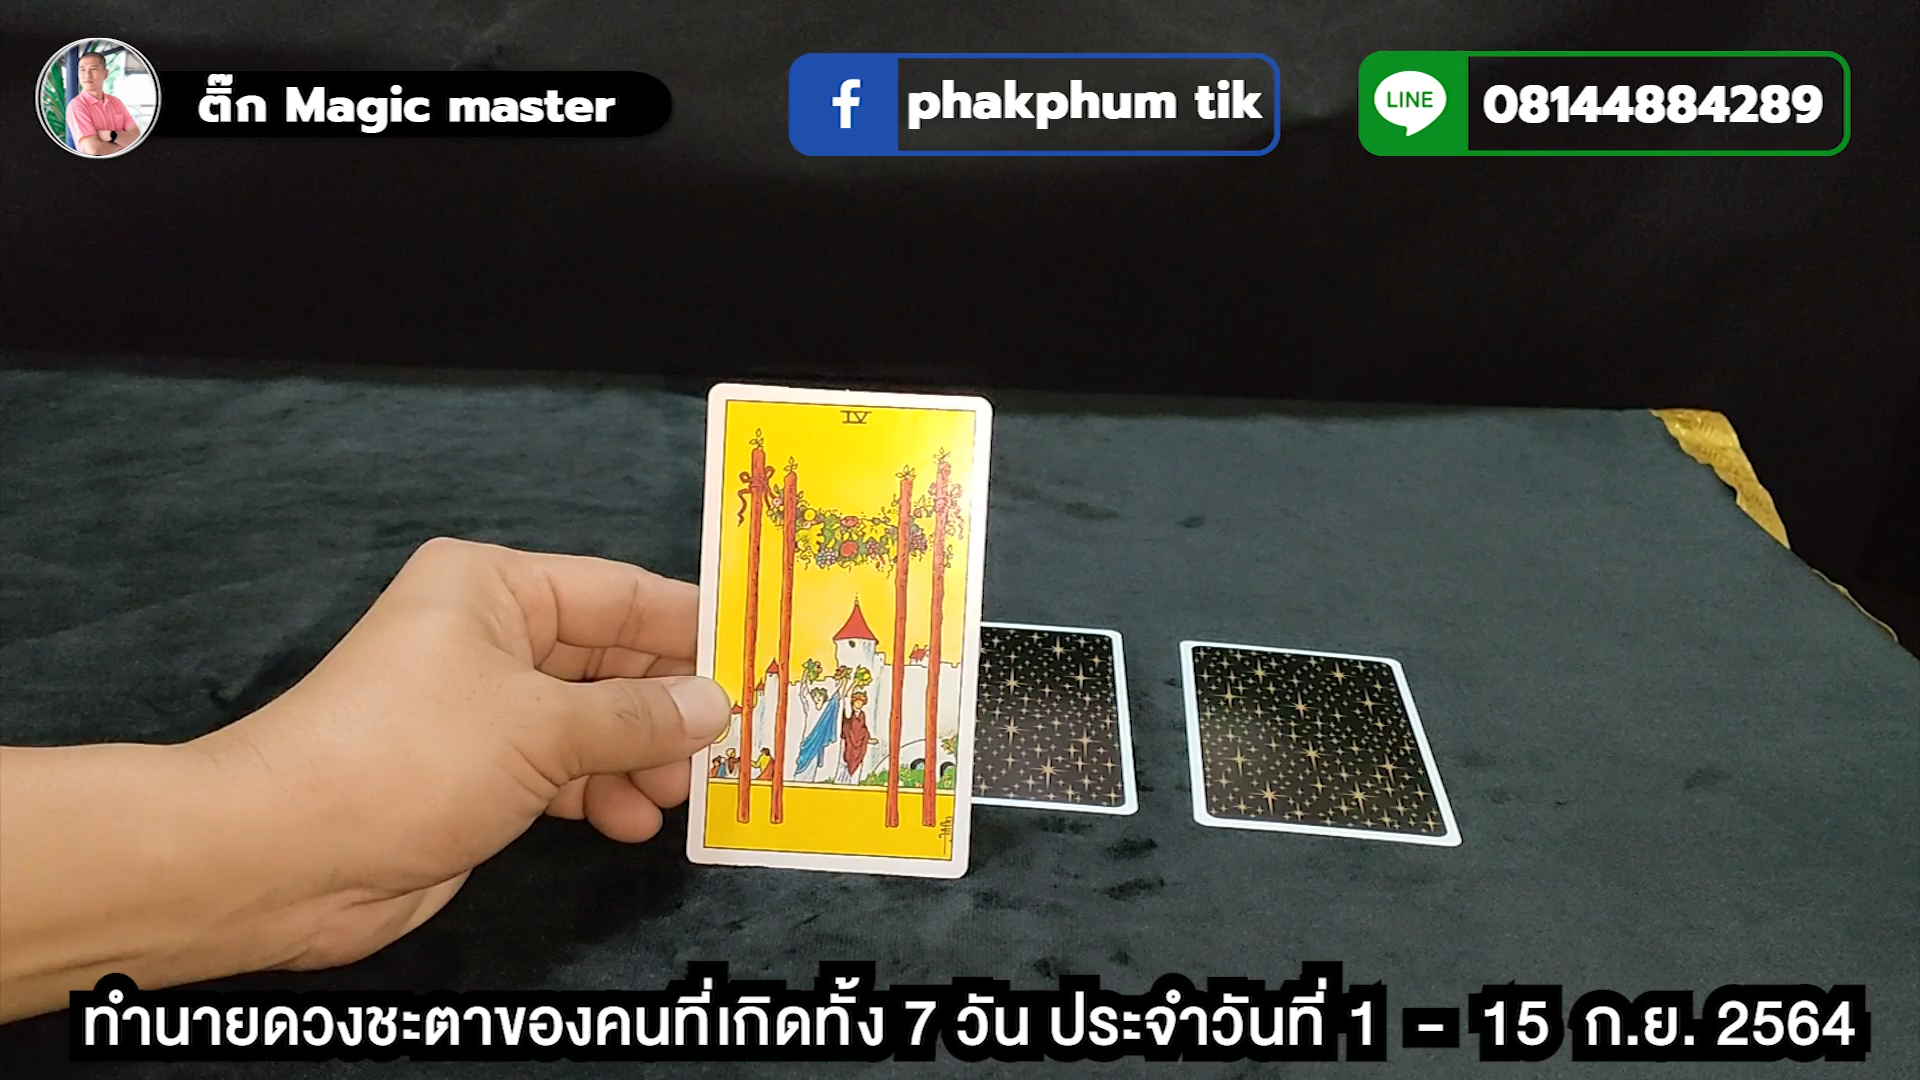 ติ๊ก Magic master
f phakphum tik
LINE 08144884289
IV
ทำนายดวงชะตาของคนที่เกิดทั้ง 7 วัน ประจำวันที่ 1 - 15 ก.ย. 2564